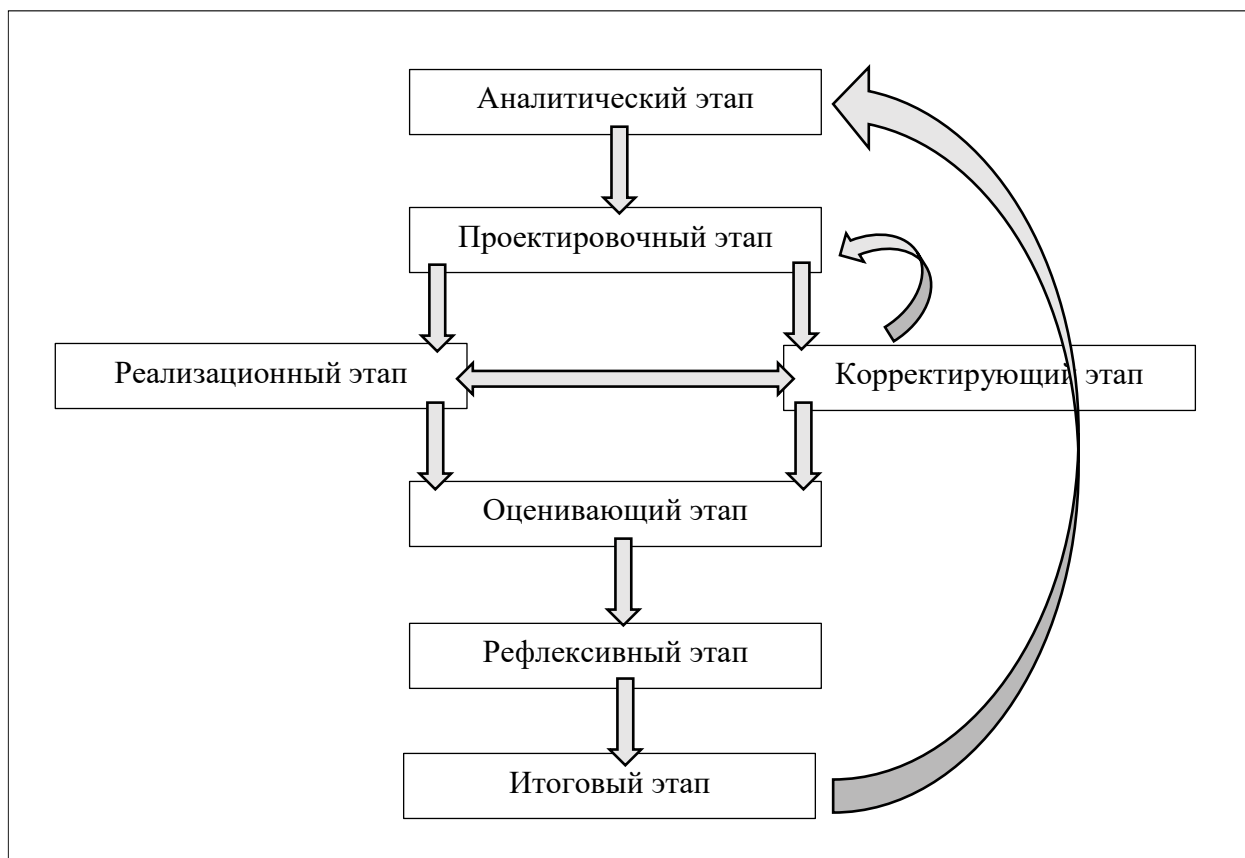 Аналитический этап
Проектировочный этап
Реализационный этап
Корректирующий этап
Оценивающий этап
Рефлексивный этап
Итоговый этап